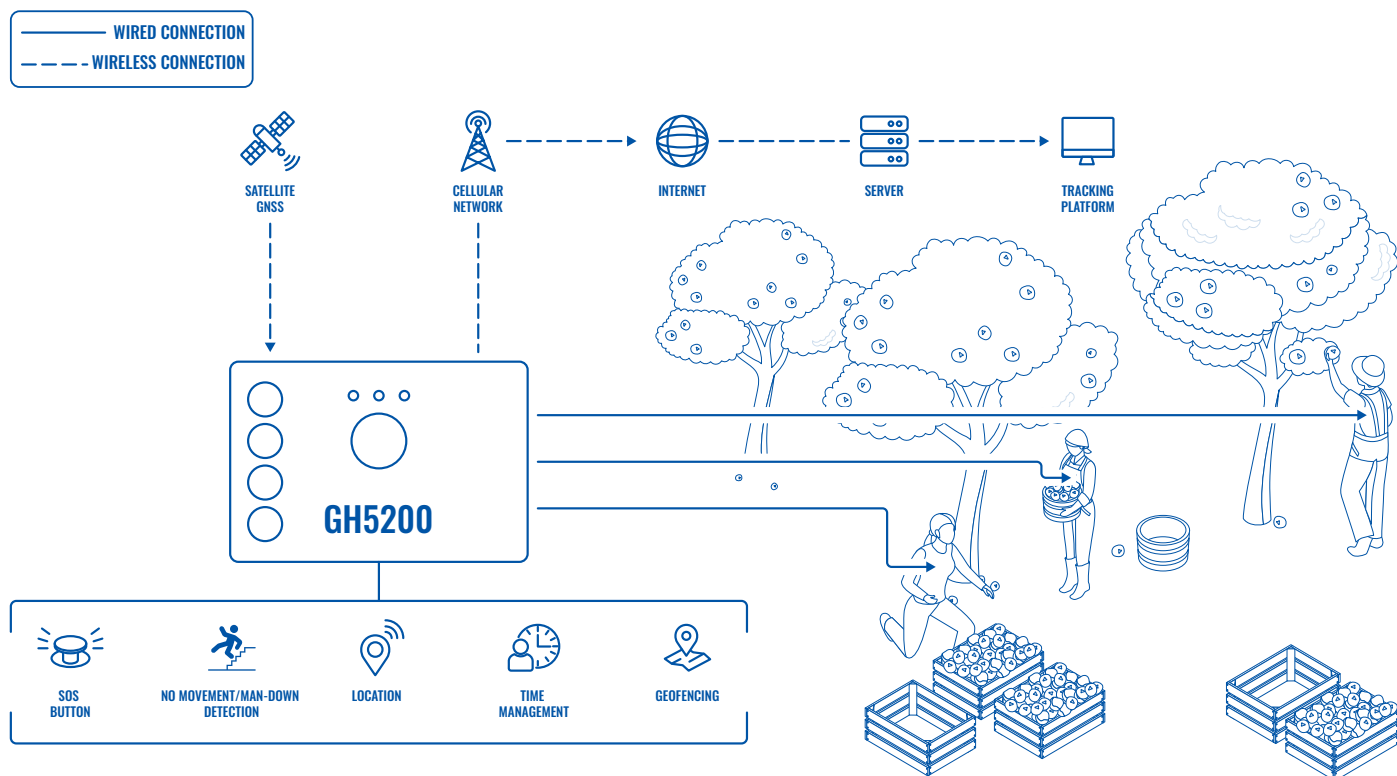 WIRED CONNECTION
WIRELESS CONNECTION
SATELLITE
GNSS
CELLULAR
NETWORK
INTERNET
SERVER
TRACKING
PLATFORM
GH5200
SOS
BUTTON
NO MOVEMENT/MAN-DOWN
DETECTION
LOCATION
TIME
MANAGEMENT
GEOFENCING